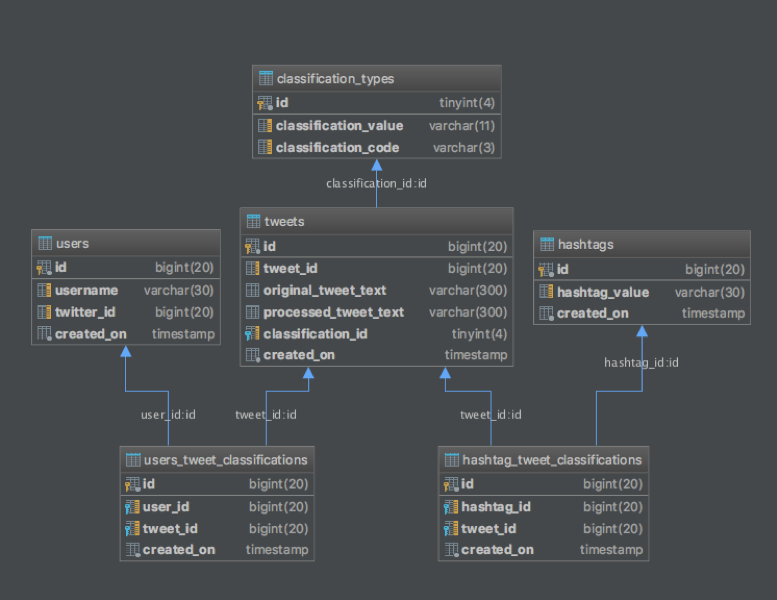 classification_types
id tinyint(4)
classification_value varchar(11)
classification_code varchar(3)
classification_id:id
tweets
id bigint(20)
tweet_id bigint(20)
original_tweet_text varchar(300)
processed_tweet_text varchar(300)
classification_id tinyint(4)
created_on timestamp
users
id bigint(20)
username varchar(30)
twitter_id bigint(20)
created_on timestamp
hashtags
id bigint(20)
hashtag_value varchar(30)
created_on timestamp
hashtag_id:id
user_id:id
tweet_id:id
tweet_id:id
users_tweet_classifications
id bigint(20)
user_id bigint(20)
tweet_id bigint(20)
created_on timestamp
hashtag_tweet_classifications
id bigint(20)
hashtag_id bigint(20)
tweet_id bigint(20)
created_on timestamp